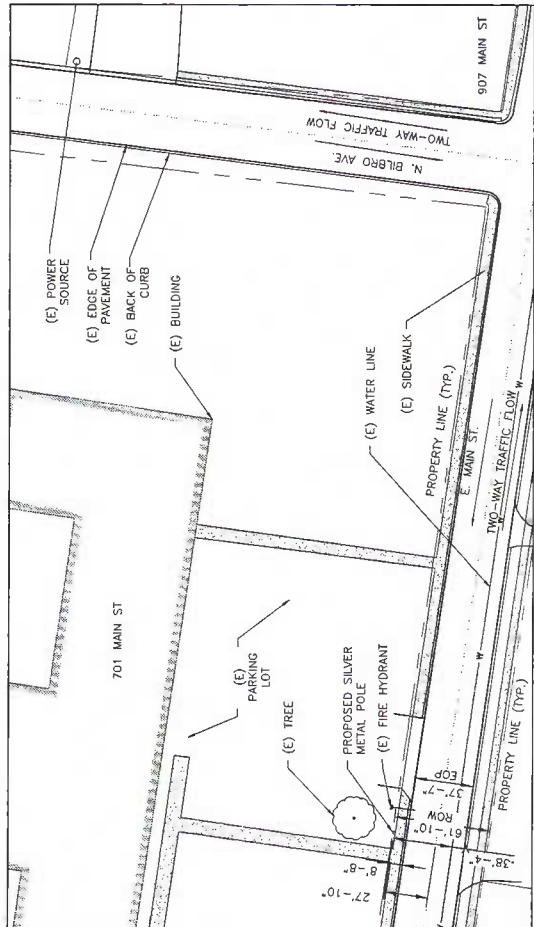 (E) POWER
SOURCE
(E) EDGE OF
PAVEMENT
(E) BACK OF
CURB
(E) BUILDING
N. BILBRO AVE.
TWO-WAY TRAFFIC FLOW
907 MAIN ST
701 MAIN ST
(E) WATER LINE
(E) SIDEWALK
PROPERTY LINE (TYP.)
E. MAIN ST.
TWO-WAY TRAFFIC FLOW
W
W
W
W
W
(E)
PARKING
LOT
(E) TREE
PROPOSED SILVER
METAL POLE
(E) FIRE HYDRANT
PROPERTY LINE (TYP.)
EOP
37'-7"
ROW
61'-10"
38'-4"
8'-8"
27'-10"